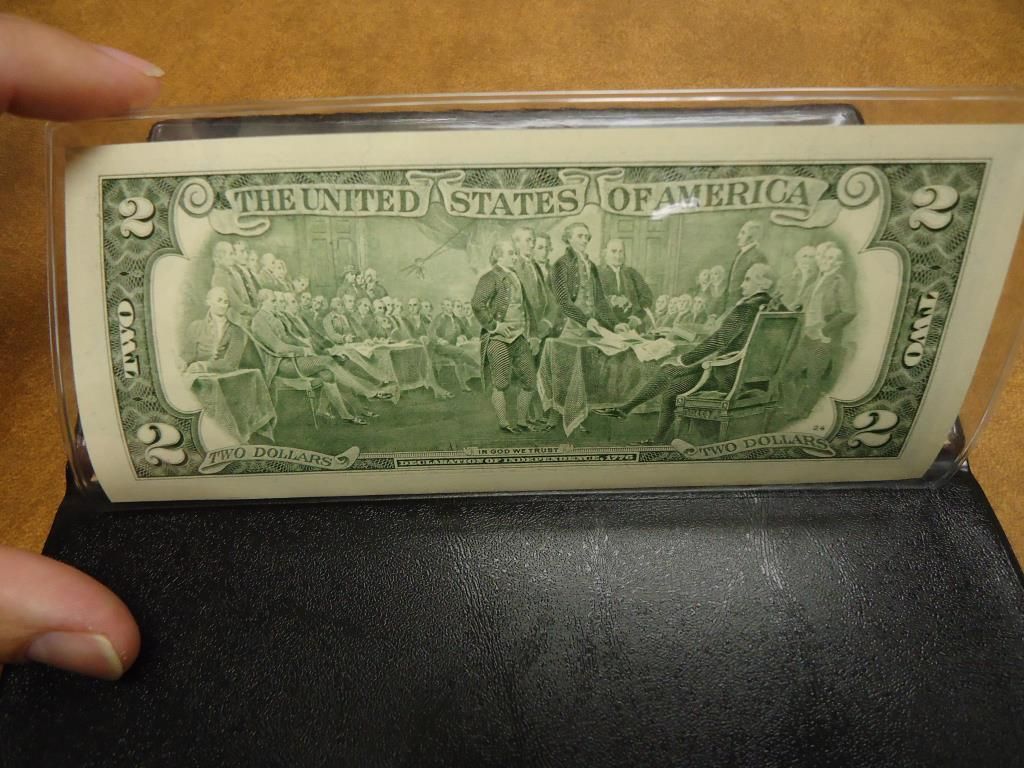 THE UNITED STATES OF AMERICA
2
2
TWO
TWO
2
2
TWO DOLLARS
IN GOD WE TRUST
TWO DOLLARS
DECLARATION OF INDEPENDENCE, 1776